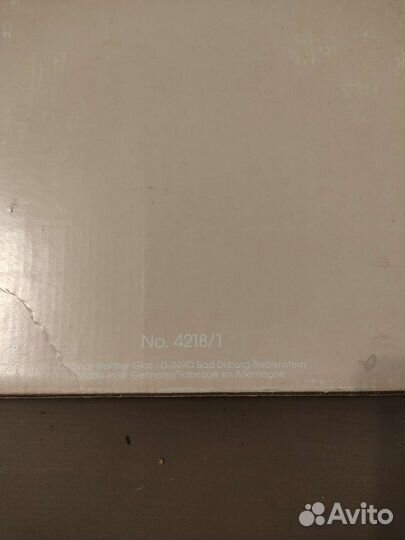 No. 4218/1
Walther-Glas · D-3490 Bad Driburg-Siebenstern
Made in W. Germany/Fabriqué en Allemagne
Avito